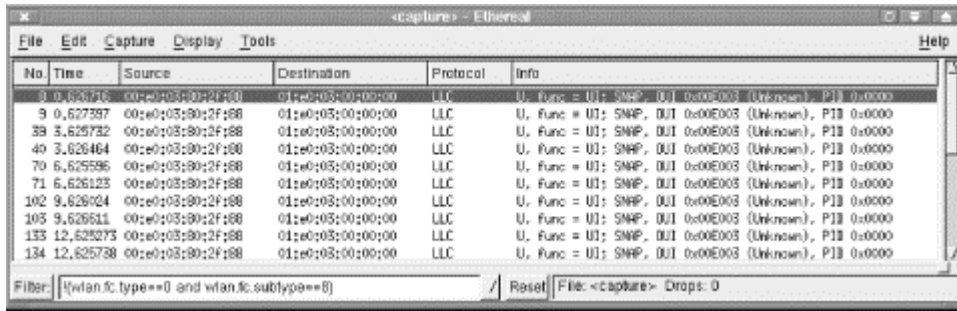 <capture> - Ethereal
File Edit Capture Display Tools Help
No. Time Source Destination Protocol Info
8 0.626716 00:e0:03:80:2f:88 01:e0:03:00:00:00 LLC U, func = UI; SNAP, OUI 0x00E003 (Unknown), PID 0x0000
9 0.627397 00:e0:03:80:2f:88 01:e0:03:00:00:00 LLC U, func = UI; SNAP, OUI 0x00E003 (Unknown), PID 0x0000
39 3.625732 00:e0:03:80:2f:88 01:e0:03:00:00:00 LLC U, func = UI; SNAP, OUI 0x00E003 (Unknown), PID 0x0000
40 3.626464 00:e0:03:80:2f:88 01:e0:03:00:00:00 LLC U, func = UI; SNAP, OUI 0x00E003 (Unknown), PID 0x0000
70 6.625596 00:e0:03:80:2f:88 01:e0:03:00:00:00 LLC U, func = UI; SNAP, OUI 0x00E003 (Unknown), PID 0x0000
71 6.626123 00:e0:03:80:2f:88 01:e0:03:00:00:00 LLC U, func = UI; SNAP, OUI 0x00E003 (Unknown), PID 0x0000
102 9.626024 00:e0:03:80:2f:88 01:e0:03:00:00:00 LLC U, func = UI; SNAP, OUI 0x00E003 (Unknown), PID 0x0000
103 9.626611 00:e0:03:80:2f:88 01:e0:03:00:00:00 LLC U, func = UI; SNAP, OUI 0x00E003 (Unknown), PID 0x0000
133 12.625273 00:e0:03:80:2f:88 01:e0:03:00:00:00 LLC U, func = UI; SNAP, OUI 0x00E003 (Unknown), PID 0x0000
134 12.625738 00:e0:03:80:2f:88 01:e0:03:00:00:00 LLC U, func = UI; SNAP, OUI 0x00E003 (Unknown), PID 0x0000
Filter: !(wlan.fc.type==0 and wlan.fc.subtype==8) / Reset File: <capture> Drops: 0